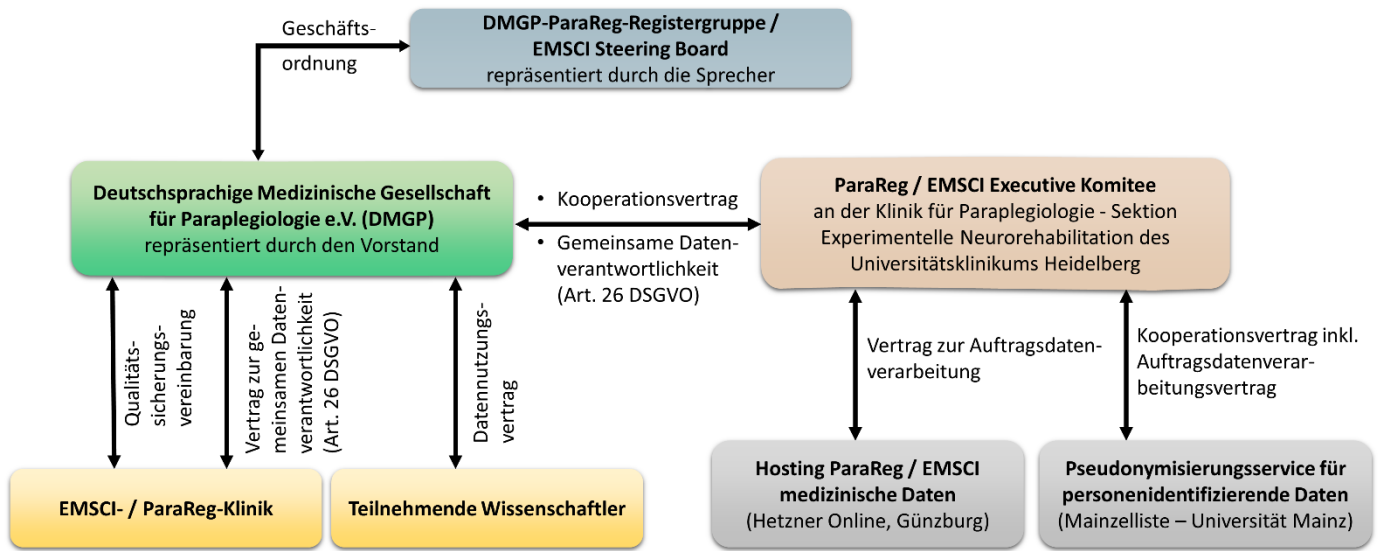 Geschäfts-
ordnung
DMGP-ParaReg-Registergruppe /
EMSCI Steering Board
repräsentiert durch die Sprecher
Deutschsprachige Medizinische Gesellschaft
für Paraplegiologie e.V. (DMGP)
repräsentiert durch den Vorstand
• Kooperationsvertrag
• Gemeinsame Daten-
verantwortlichkeit
(Art. 26 DSGVO)
ParaReg / EMSCI Executive Komitee
an der Klinik für Paraplegiologie - Sektion
Experimentelle Neurorehabilitation des
Universitätsklinikums Heidelberg
Qualitäts-
sicherungs-
vereinbarung
Vertrag zur ge-
meinsamen Daten-
verantwortlichkeit
(Art. 26 DSGVO)
Datennutzungs-
vertrag
Vertrag zur Auftragsdaten-
verarbeitung
Kooperationsvertrag inkl.
Auftragsdatenverar-
beitungsvertrag
EMSCI- / ParaReg-Klinik
Teilnehmende Wissenschaftler
Hosting ParaReg / EMSCI
medizinische Daten
(Hetzner Online, Günzburg)
Pseudonymisierungsservice für
personenidentifizierende Daten
(Mainzelliste – Universität Mainz)